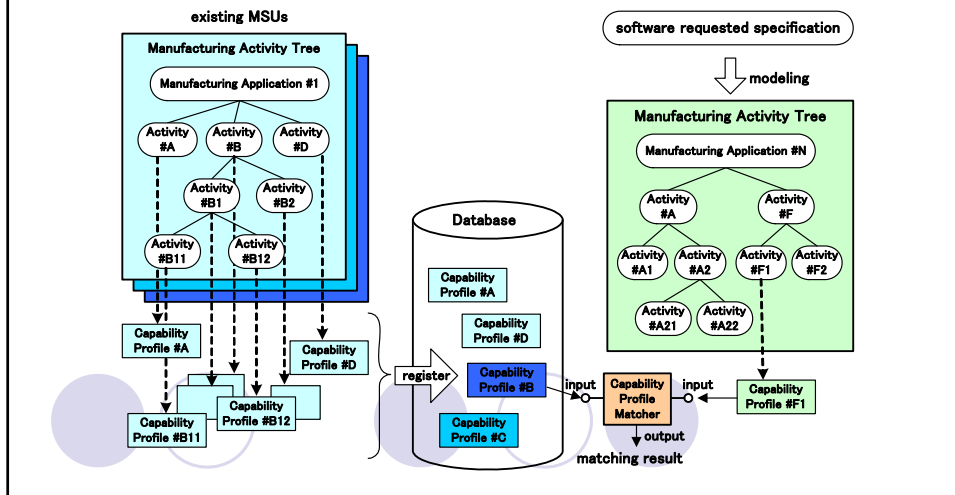 existing MSUs
Manufacturing Activity Tree
Manufacturing Application #1
Activity
#A
Activity
#B
Activity
#D
Activity
#B1
Activity
#B2
Activity
#B11
Activity
#B12
Capability
Profile #A
Capability
Profile #D
Capability
Profile #B12
Capability
Profile #B11
register
Database
Capability
Profile #A
Capability
Profile #D
Capability
Profile #B
Capability
Profile #C
software requested specification
modeling
Manufacturing Activity Tree
Manufacturing Application #N
Activity
#A
Activity
#F
Activity
#A1
Activity
#A2
Activity
#F1
Activity
#F2
Activity
#A21
Activity
#A22
input
Capability
Profile
Matcher
input
Capability
Profile #F1
output
matching result